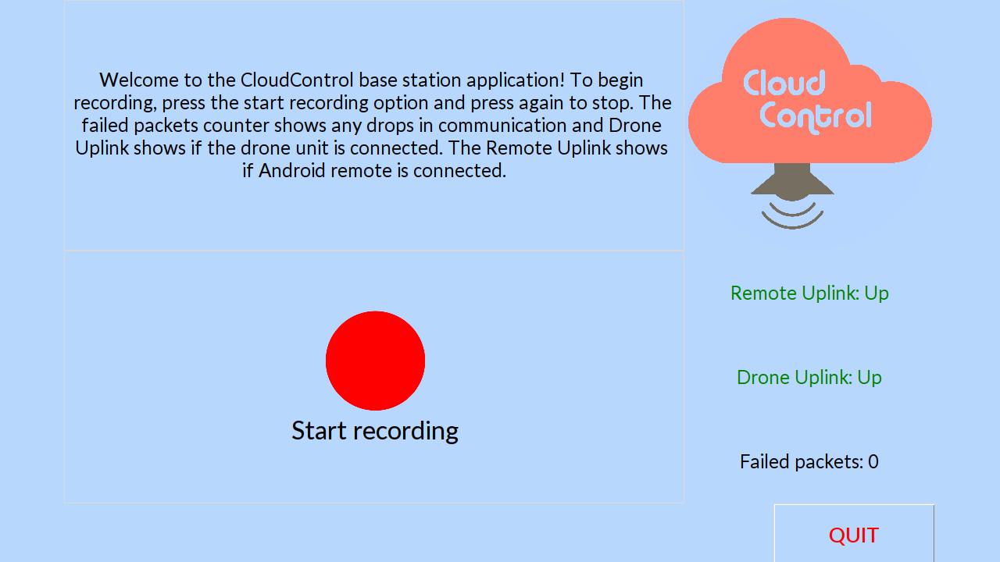 Welcome to the CloudControl base station application! To begin
recording, press the start recording option and press again to stop. The
failed packets counter shows any drops in communication and Drone
Uplink shows if the drone unit is connected. The Remote Uplink shows
if Android remote is connected.
Cloud
Control
Remote Uplink: Up
Drone Uplink: Up
Start recording
Failed packets: 0
QUIT